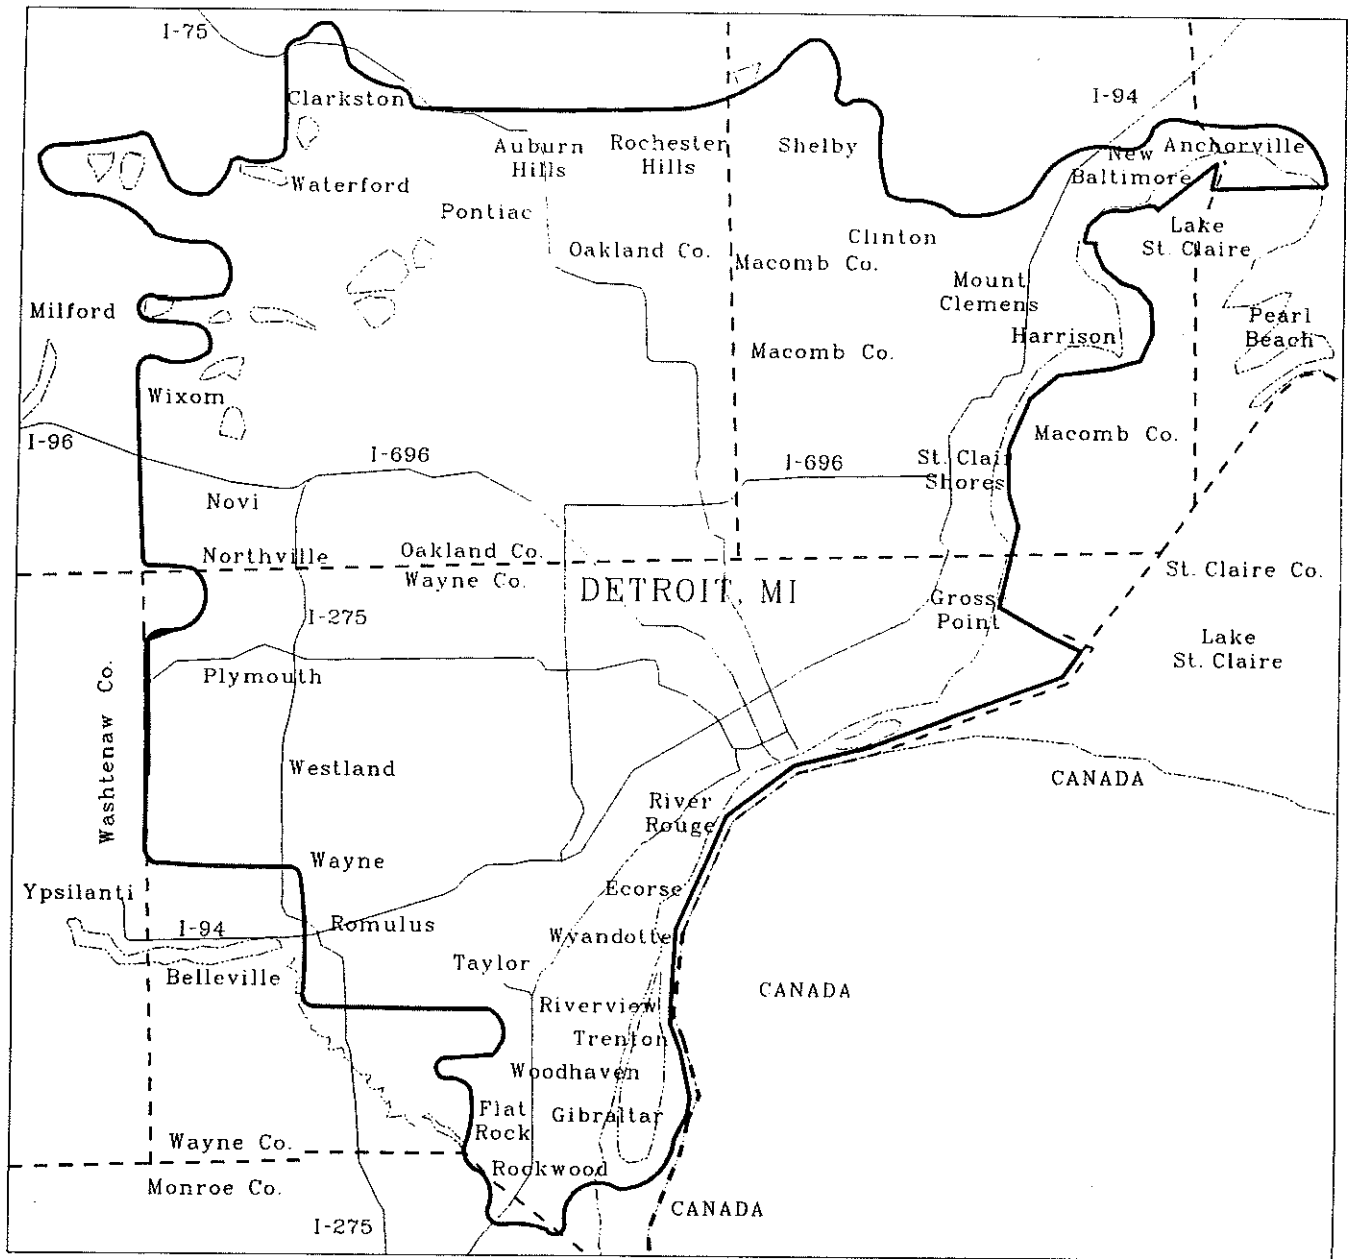 I-75
Clarkston
I-94
Auburn
Hills
Rochester
Hills
Shelby
New
Baltimore
Anchorville
Waterford
Pontiac
Oakland Co.
Macomb Co.
Clinton
Lake
St. Claire
Milford
Mount
Clemens
Harrison
Pearl
Beach
Macomb Co.
Wixom
I-96
I-696
I-696
St. Clair
Shores
Macomb Co.
Novi
Northville
Oakland Co.
Wayne Co.
DETROIT, MI
St. Claire Co.
I-275
Gross
Point
Lake
St. Claire
Plymouth
Washtenaw Co.
Westland
CANADA
River
Rouge
Wayne
Ypsilanti
Ecorse
I-94
Romulus
Wyandotte
Belleville
Taylor
CANADA
Riverview
Trenton
Woodhaven
Flat
Rock
Gibraltar
Wayne Co.
Monroe Co.
Rockwood
CANADA
I-275